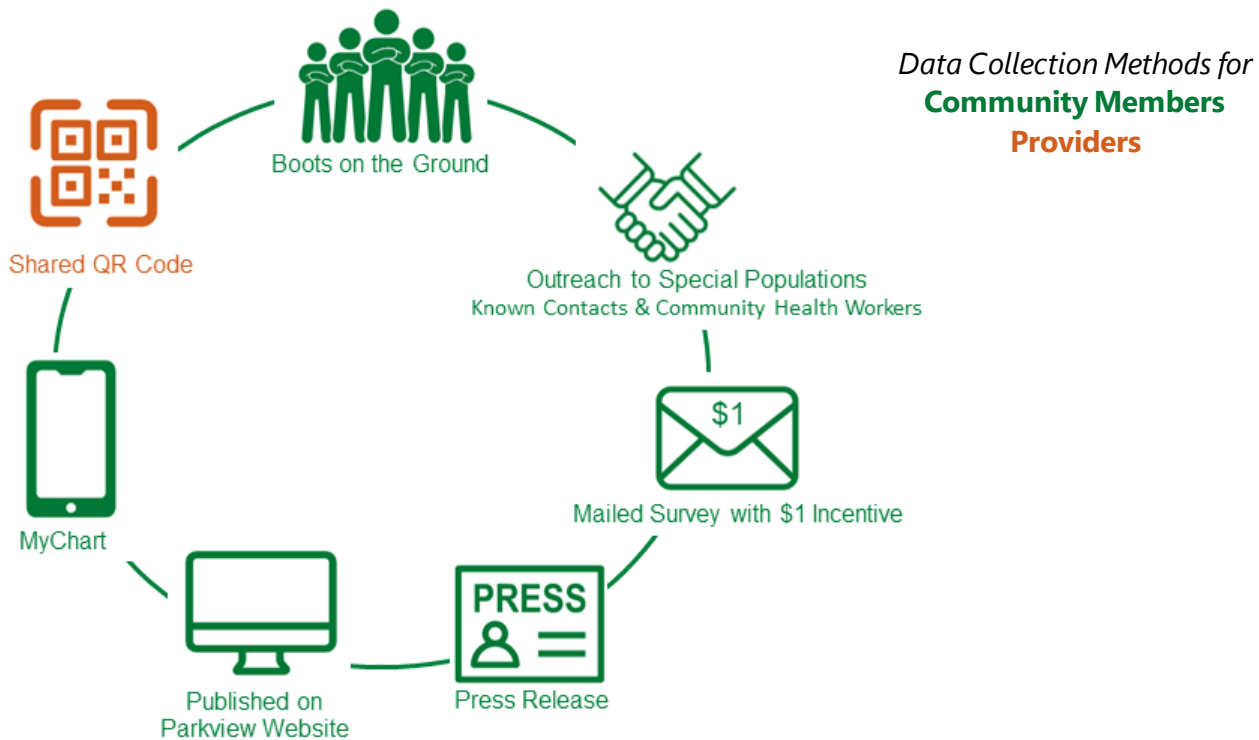 Data Collection Methods for
Community Members
Providers
Boots on the Ground
Outreach to Special Populations
Known Contacts & Community Health Workers
$1
Mailed Survey with $1 Incentive
PRESS
Press Release
Published on
Parkview Website
MyChart
Shared QR Code